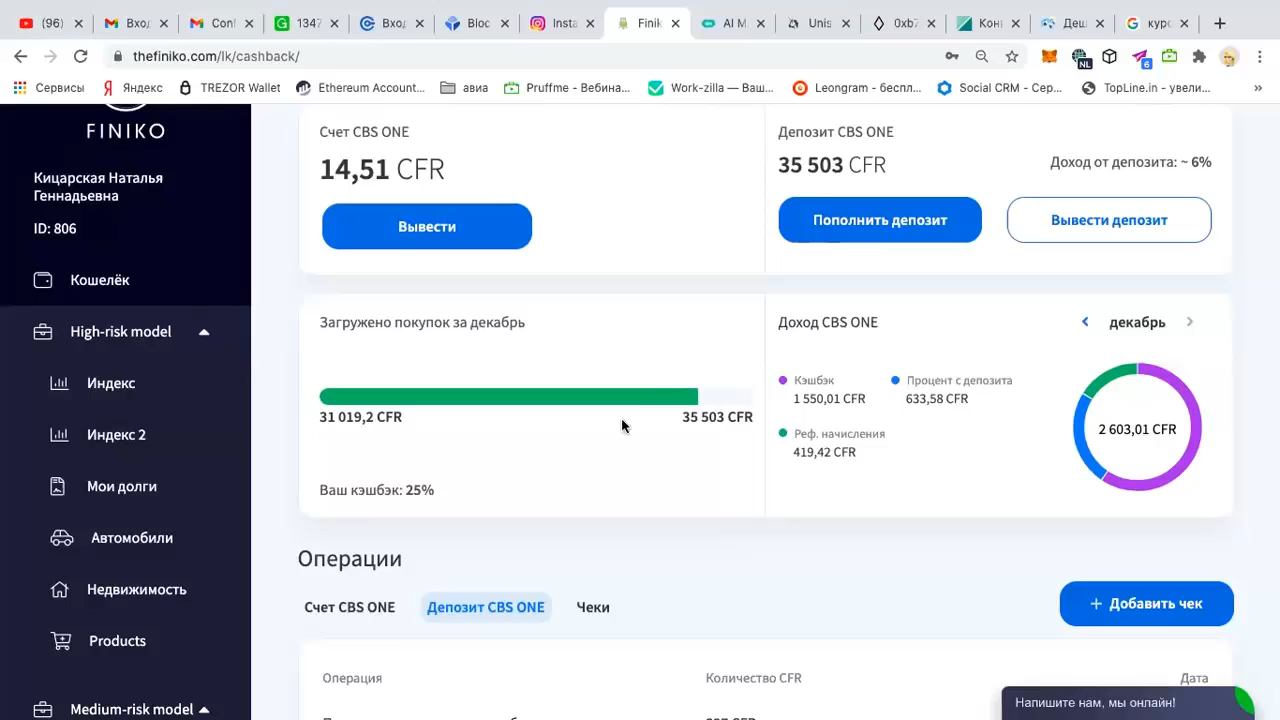 (96)
Вход
Conf
1347
Вход
Bloc
Insta
Finik
AI M
Unis
0xb7
Кон
Деш
курс
thefiniko.com/lk/cashback/
NL
6
Сервисы
Яндекс
TREZOR Wallet
Ethereum Account...
авиа
Pruffme - Вебина...
Work-zilla — Ваш...
Leongram - беспл...
Social CRM - Сер...
TopLine.in - увели...
»
FINIKO
Кицарская Наталья
Геннадьевна
ID: 806
Кошелёк
High-risk model
Индекс
Индекс 2
Мои долги
Автомобили
Недвижимость
Products
Medium-risk model
Счет CBS ONE
14,51 CFR
Вывести
Депозит CBS ONE
35 503 CFR
Доход от депозита: ~ 6%
Пополнить депозит
Вывести депозит
Загружено покупок за декабрь
31 019,2 CFR
35 503 CFR
Ваш кэшбэк: 25%
Доход CBS ONE
декабрь
Кэшбэк
1 550,01 CFR
Процент с депозита
633,58 CFR
Реф. начисления
419,42 CFR
2 603,01 CFR
Операции
Счет CBS ONE
Депозит CBS ONE
Чеки
+ Добавить чек
Операция
Количество CFR
Дата
Напишите нам, мы онлайн!